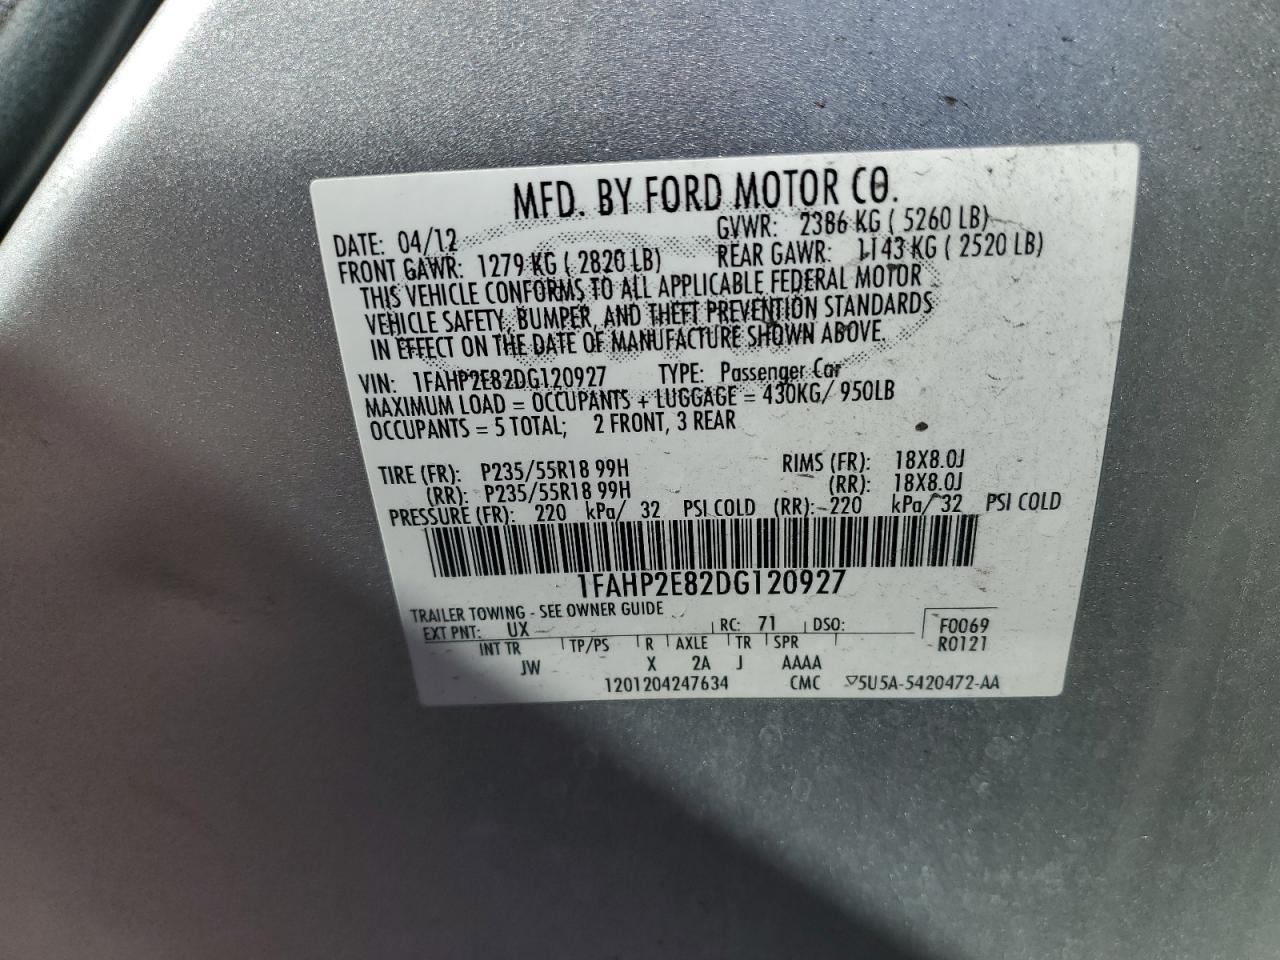 MFD. BY FORD MOTOR CO.
DATE: 04/12 GVWR: 2386 KG ( 5260 LB)
FRONT GAWR: 1279 KG ( 2820 LB) REAR GAWR: 1143 KG ( 2520 LB)
THIS VEHICLE CONFORMS TO ALL APPLICABLE FEDERAL MOTOR
VEHICLE SAFETY, BUMPER, AND THEFT PREVENTION STANDARDS
IN EFFECT ON THE DATE OF MANUFACTURE SHOWN ABOVE.
VIN: 1FAHP2E82DG120927 TYPE: Passenger Car
MAXIMUM LOAD = OCCUPANTS + LUGGAGE = 430KG/ 950LB
OCCUPANTS = 5 TOTAL; 2 FRONT, 3 REAR
TIRE (FR): P235/55R18 99H RIMS (FR): 18X8.0J
(RR): P235/55R18 99H (RR): 18X8.0J
PRESSURE (FR): 220 kPa/ 32 PSI COLD (RR): 220 kPa/ 32 PSI COLD
1FAHP2E82DG120927
TRAILER TOWING - SEE OWNER GUIDE
EXT PNT: UX RC: 71 DSO: F0069
INT TR TP/PS R AXLE TR SPR R0121
JW X 2A J AAAA
1201204247634 CMC ▽5U5A-5420472-AA